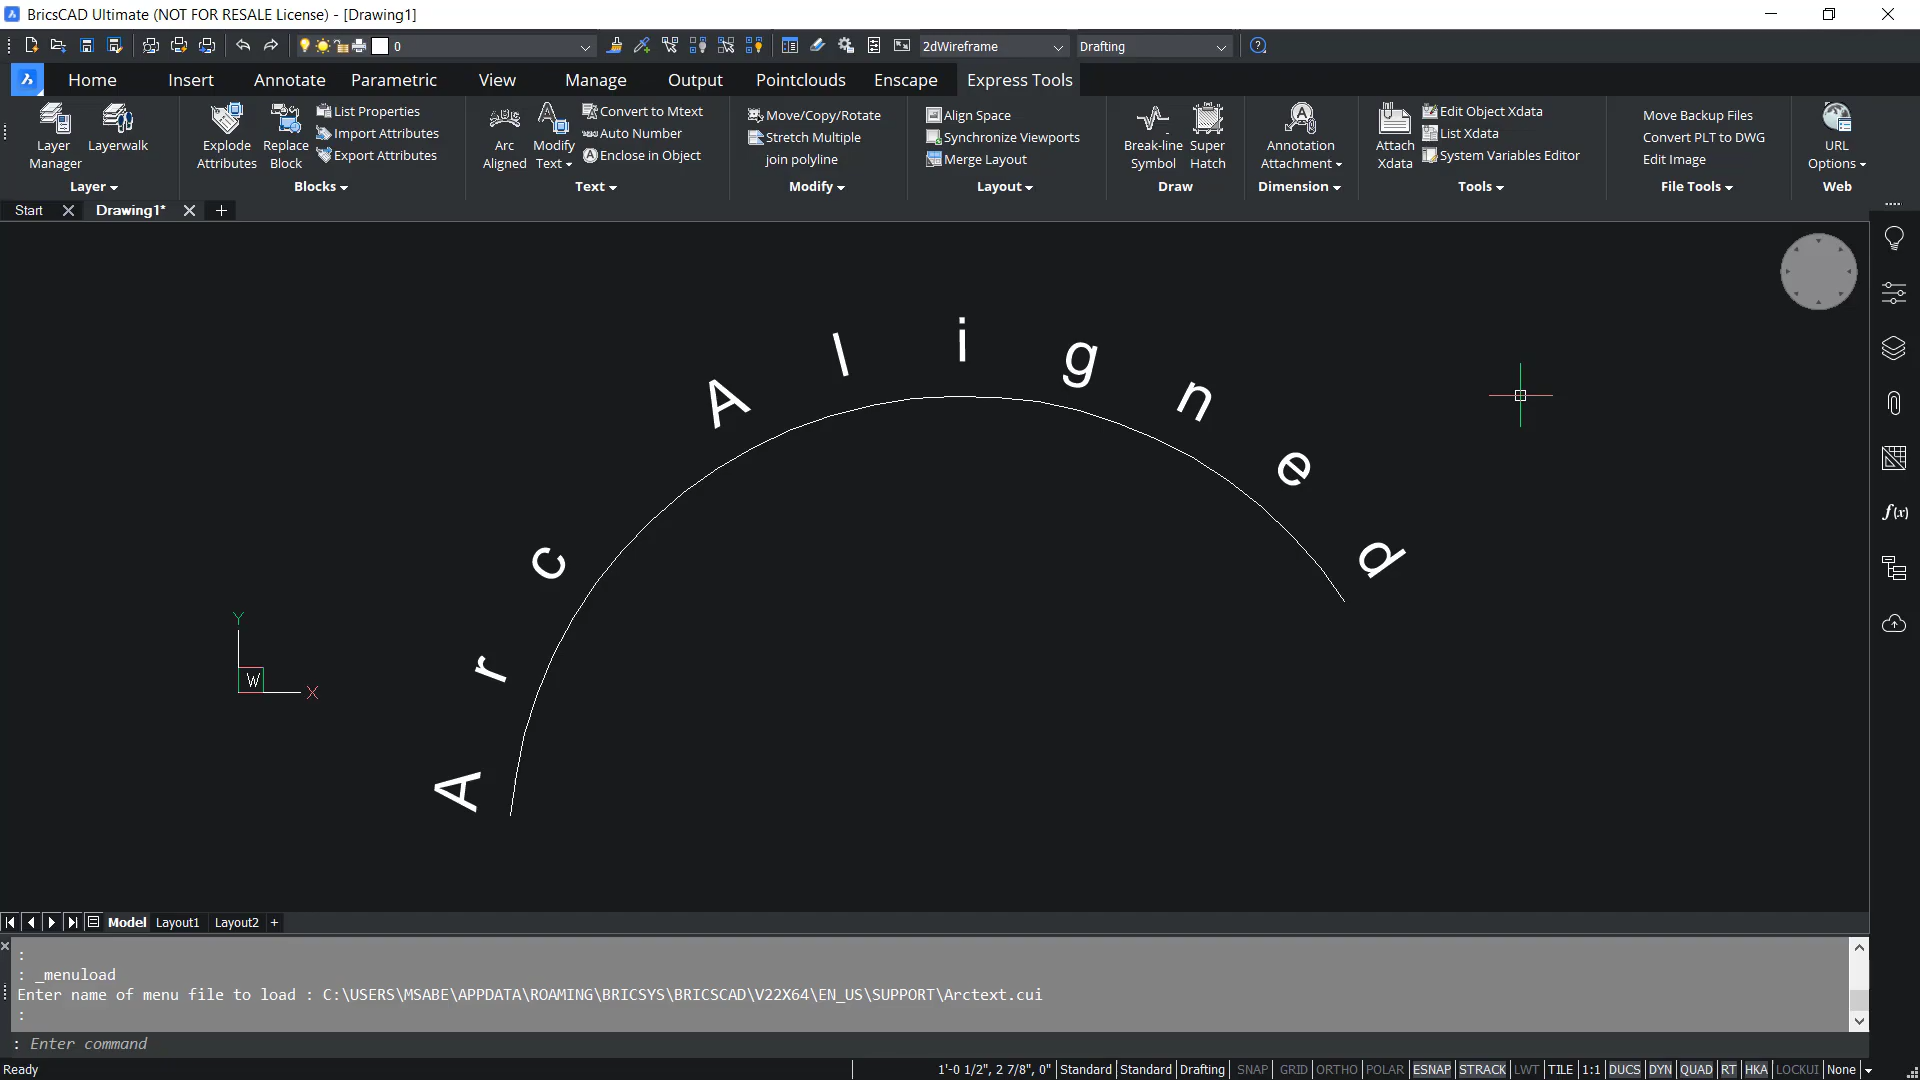 BricsCAD Ultimate (NOT FOR RESALE License) - [Drawing1]
0
2dWireframe
Drafting
Home Insert Annotate Parametric View Manage Output Pointclouds Enscape Express Tools
Layer Manager
Layerwalk
Layer
Explode Attributes
Replace Block
List Properties
Import Attributes
Export Attributes
Blocks
Arc Aligned
Modify Text
Convert to Mtext
Auto Number
Enclose in Object
Text
Move/Copy/Rotate
Stretch Multiple
join polyline
Modify
Align Space
Synchronize Viewports
Merge Layout
Layout
Break-line Symbol
Super Hatch
Draw
Annotation Attachment
Dimension
Attach Xdata
Edit Object Xdata
List Xdata
System Variables Editor
Tools
Move Backup Files
Convert PLT to DWG
Edit Image
File Tools
URL Options
Web
Start
Drawing1*
Arc Aligned
Y
W
X
f(x)
Model Layout1 Layout2 +
:
: _menuload
Enter name of menu file to load : C:\USERS\MSABE\APPDATA\ROAMING\BRICSYS\BRICSCAD\V22X64\EN_US\SUPPORT\Arctext.cui
:
: Enter command
Ready
1'-0 1/2", 2 7/8", 0" Standard Standard Drafting SNAP GRID ORTHO POLAR ESNAP STRACK LWT TILE 1:1 DUCS DYN QUAD RT HKA LOCKUI None